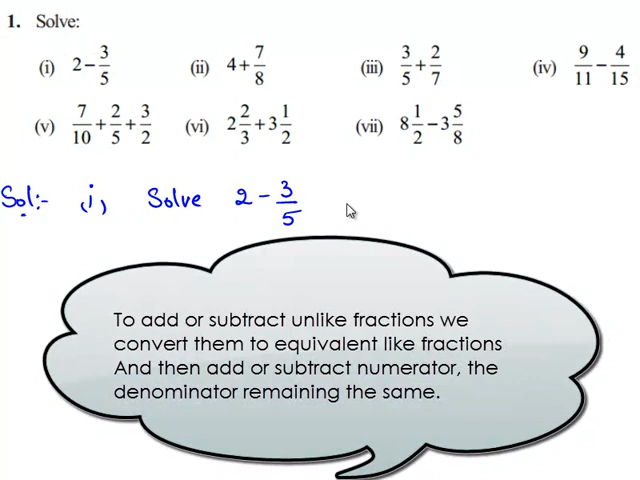 1. Solve:
(i) 2 − 3/5 (ii) 4 + 7/8 (iii) 3/5 + 2/7 (iv) 9/11 − 4/15
(v) 7/10 + 2/5 + 3/2 (vi) 2 2/3 + 3 1/2 (vii) 8 1/2 − 3 5/8
Sol:- (i) Solve 2 − 3/5
To add or subtract unlike fractions we
convert them to equivalent like fractions
And then add or subtract numerator, the
denominator remaining the same.